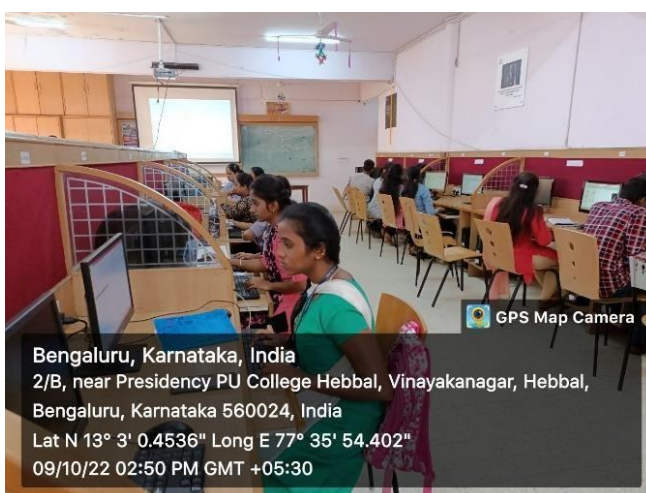 GPS Map Camera
Bengaluru, Karnataka, India
2/B, near Presidency PU College Hebbal, Vinayakanagar, Hebbal,
Bengaluru, Karnataka 560024, India
Lat N 13° 3' 0.4536" Long E 77° 35' 54.402"
09/10/22 02:50 PM GMT +05:30